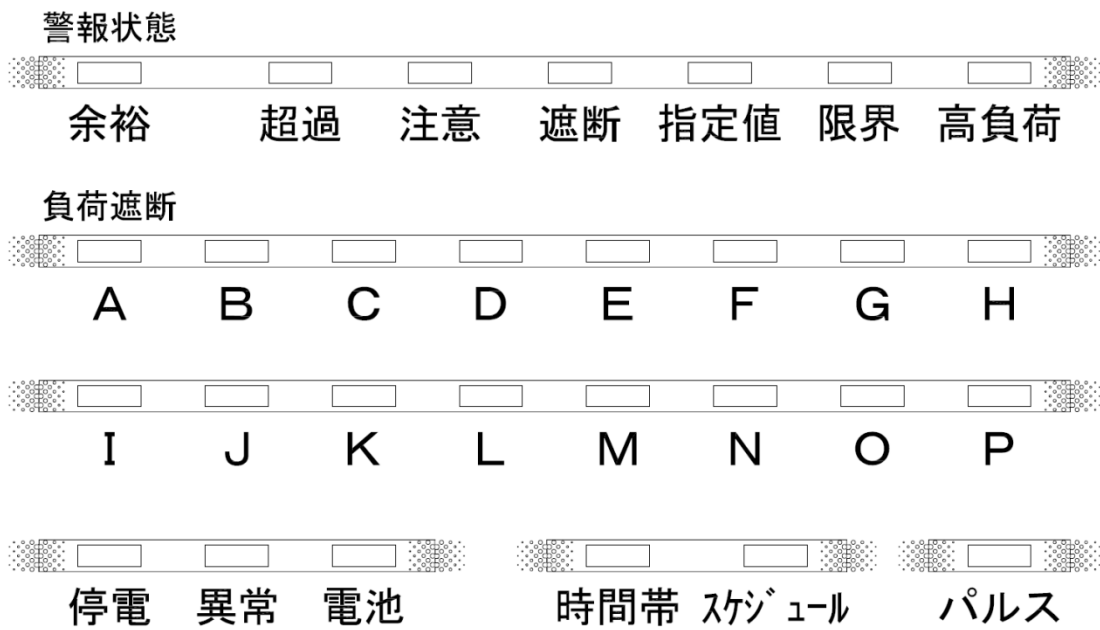 警報状態
余裕 超過 注意 遮断 指定値 限界 高負荷
負荷遮断
A B C D E F G H
I J K L M N O P
停電 異常 電池 時間帯 ｽｹｼﾞｭｰﾙ パルス